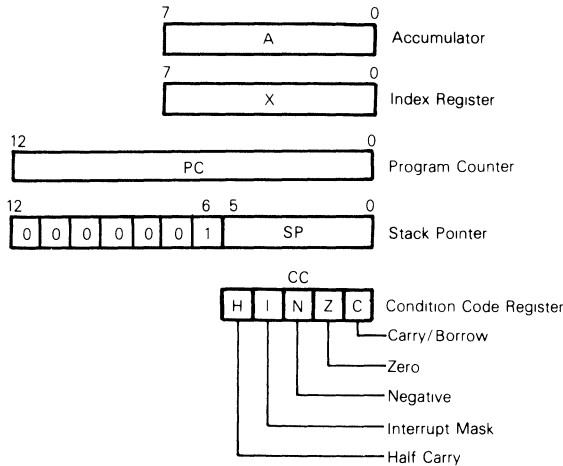 7 0
A Accumulator
7 0
X Index Register
12 0
PC Program Counter
12 6 5 0
0 0 0 0 0 0 1 SP Stack Pointer
CC
H I N Z C Condition Code Register
Carry/Borrow
Zero
Negative
Interrupt Mask
Half Carry